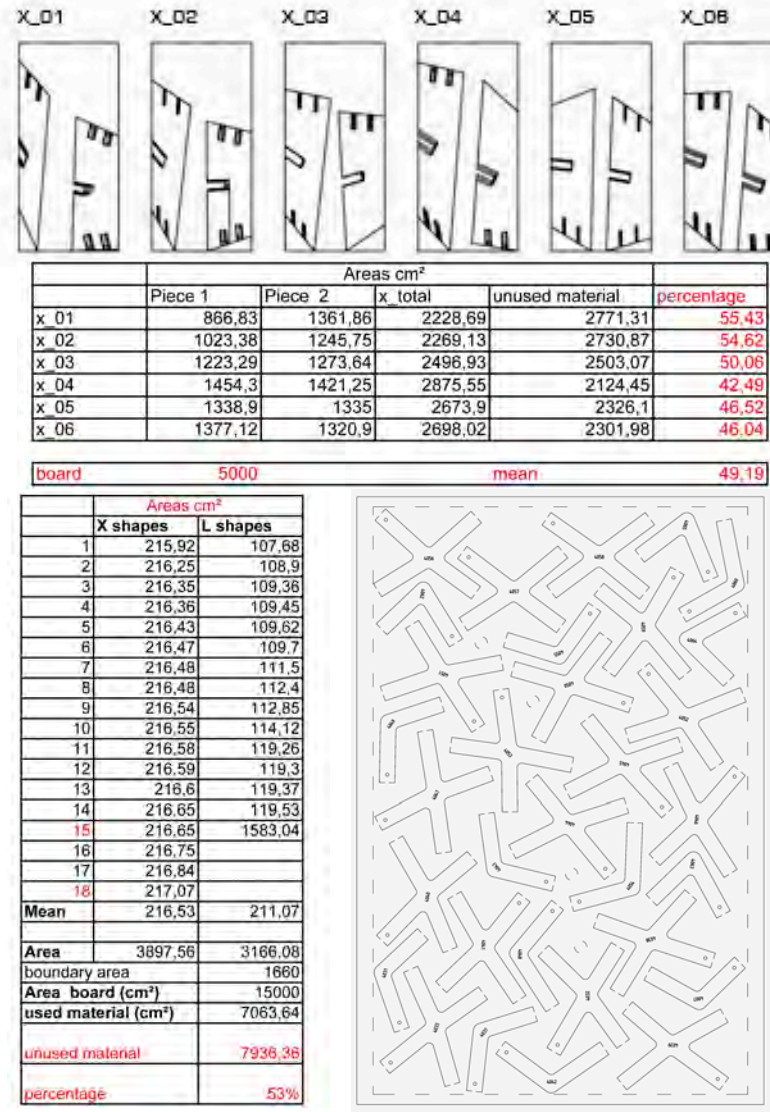 X_01 X_02 X_03 X_04 X_05 X_06
Areas cm²
Piece 1 Piece 2 x_total unused material percentage
x_01 866,83 1361,86 2228,69 2771,31 55,43
x_02 1023,38 1245,75 2269,13 2730,87 54,62
x_03 1223,29 1273,64 2496,93 2503,07 50,06
x_04 1454,3 1421,25 2875,55 2124,45 42,49
x_05 1338,9 1335 2673,9 2326,1 46,52
x_06 1377,12 1320,9 2698,02 2301,98 46,04
board 5000 mean 49,19
Areas cm²
X shapes L shapes
1 215,92 107,68
2 216,25 108,9
3 216,35 109,36
4 216,36 109,45
5 216,43 109,62
6 216,47 109,7
7 216,48 111,5
8 216,48 112,4
9 216,54 112,85
10 216,55 114,12
11 216,58 119,26
12 216,59 119,3
13 216,6 119,37
14 216,65 119,53
15 216,65 1583,04
16 216,75
17 216,84
18 217,07
Mean 216,53 211,07
Area 3897,56 3166,08
boundary area 1660
Area board (cm²) 15000
used material (cm²) 7063,64
unused material 7936,36
percentage 53%